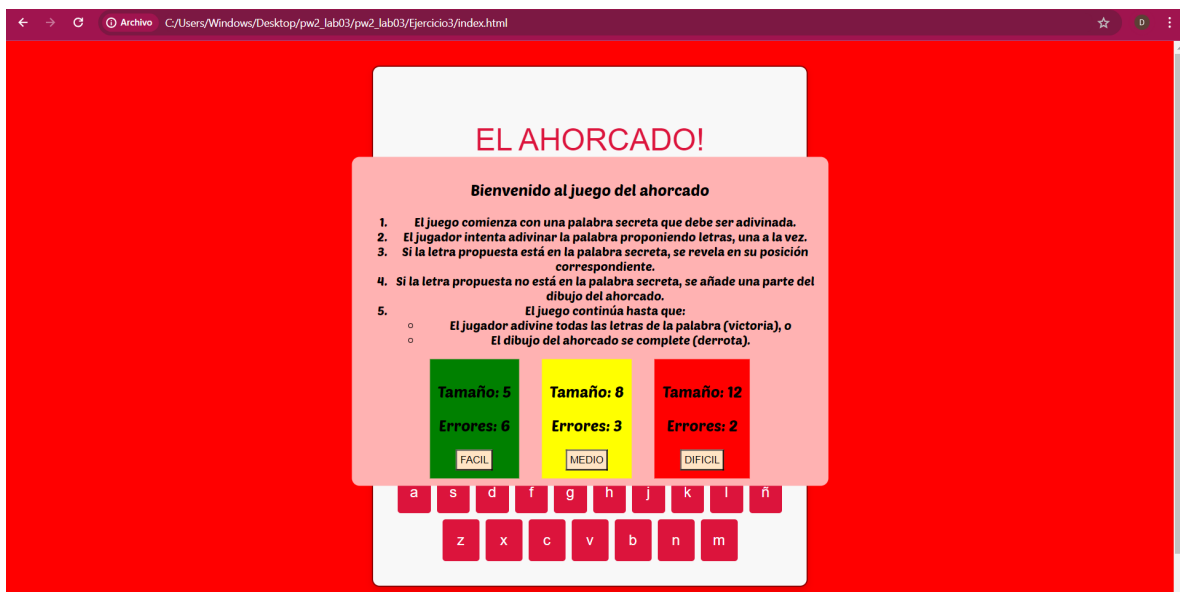 Archivo C:/Users/Windows/Desktop/pw2_lab03/pw2_lab03/Ejercicio3/index.html
D
EL AHORCADO!
Bienvenido al juego del ahorcado
1. El juego comienza con una palabra secreta que debe ser adivinada.
2. El jugador intenta adivinar la palabra proponiendo letras, una a la vez.
3. Si la letra propuesta está en la palabra secreta, se revela en su posición
correspondiente.
4. Si la letra propuesta no está en la palabra secreta, se añade una parte del
dibujo del ahorcado.
5. El juego continúa hasta que:
El jugador adivine todas las letras de la palabra (victoria), o
El dibujo del ahorcado se complete (derrota).
Tamaño: 5 Tamaño: 8 Tamaño: 12
Errores: 6 Errores: 3 Errores: 2
FACIL MEDIO DIFICIL
a s d f g h j k l ñ
z x c v b n m